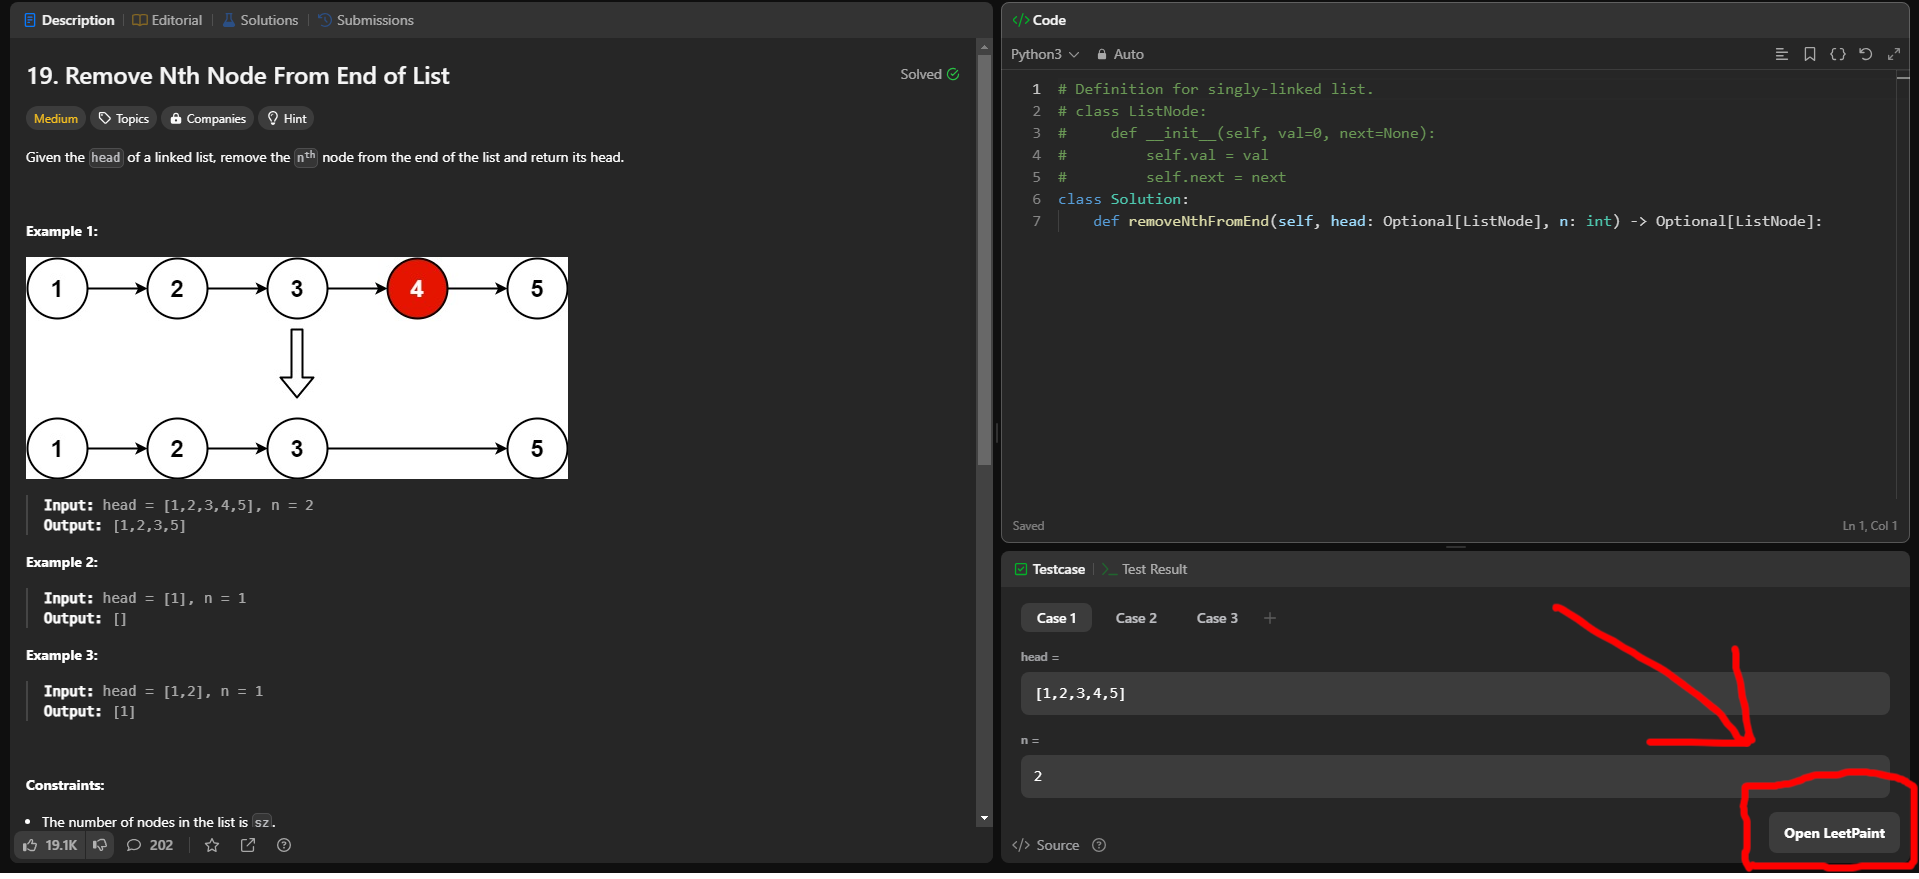 Description | Editorial | Solutions | Submissions
19. Remove Nth Node From End of List
Solved
Medium Topics Companies Hint
Given the head of a linked list, remove the nth node from the end of the list and return its head.
Example 1:
1 2 3 4 5
1 2 3 5
Input: head = [1,2,3,4,5], n = 2
Output: [1,2,3,5]
Example 2:
Input: head = [1], n = 1
Output: []
Example 3:
Input: head = [1,2], n = 1
Output: [1]
Constraints:
• The number of nodes in the list is sz.
19.1K 202
</> Code
Python3 Auto
1 # Definition for singly-linked list.
2 # class ListNode:
3 #     def __init__(self, val=0, next=None):
4 #         self.val = val
5 #         self.next = next
6 class Solution:
7     def removeNthFromEnd(self, head: Optional[ListNode], n: int) -> Optional[ListNode]:
Saved Ln 1, Col 1
Testcase | >_ Test Result
Case 1 Case 2 Case 3 +
head =
[1,2,3,4,5]
n =
2
Open LeetPaint
</> Source